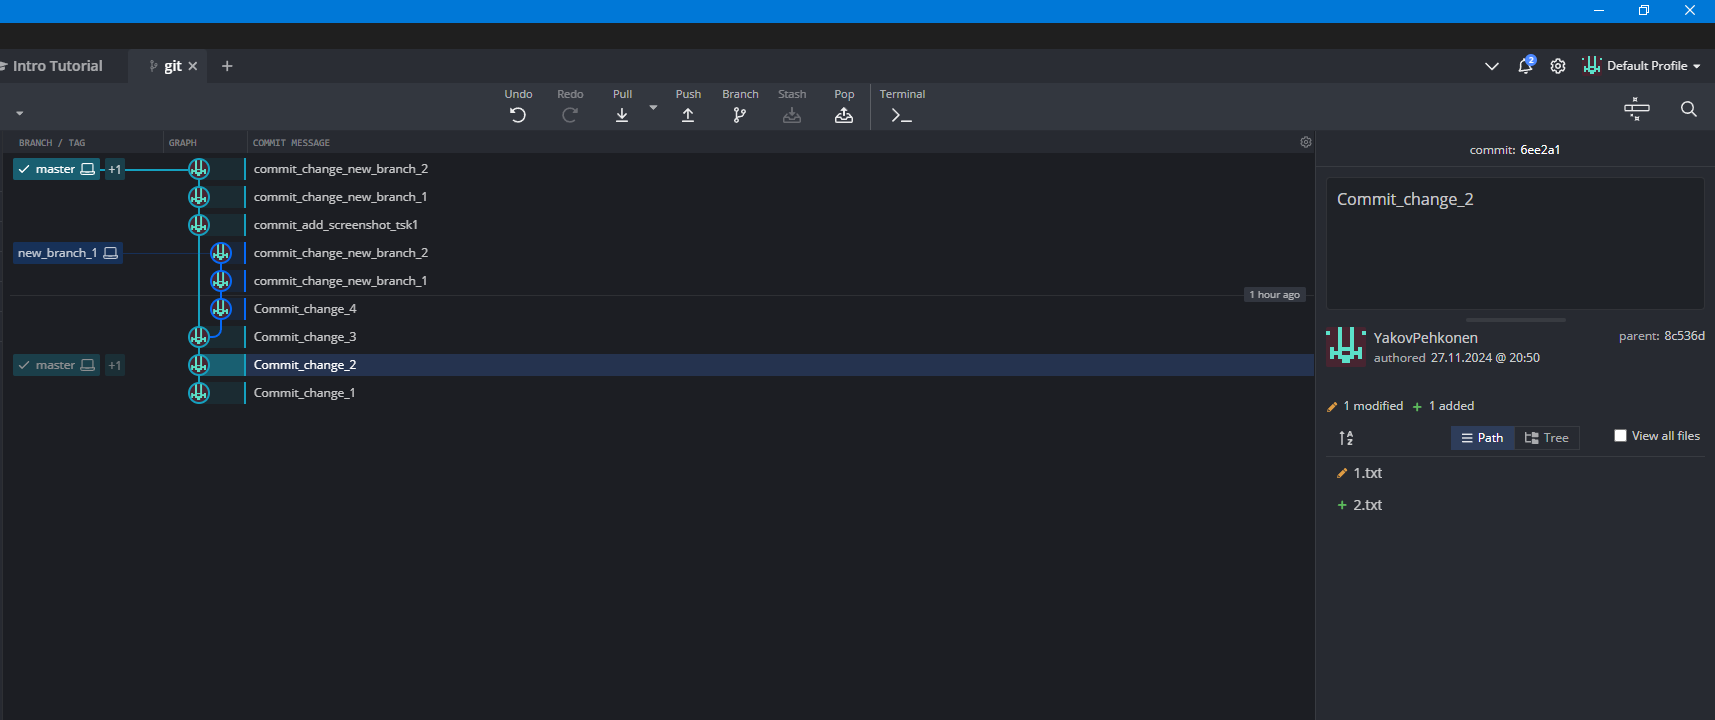 Intro Tutorial
git
2
Default Profile
Undo
Redo
Pull
Push
Branch
Stash
Pop
Terminal
BRANCH / TAG
GRAPH
COMMIT MESSAGE
master +1 commit_change_new_branch_2
commit_change_new_branch_1
commit_add_screenshot_tsk1
new_branch_1 commit_change_new_branch_2
commit_change_new_branch_1
1 hour ago
Commit_change_4
Commit_change_3
master +1 Commit_change_2
Commit_change_1
commit: 6ee2a1
Commit_change_2
YakovPehkonen
parent: 8c536d
authored 27.11.2024 @ 20:50
1 modified + 1 added
A
Z
Path
Tree
View all files
1.txt
+ 2.txt